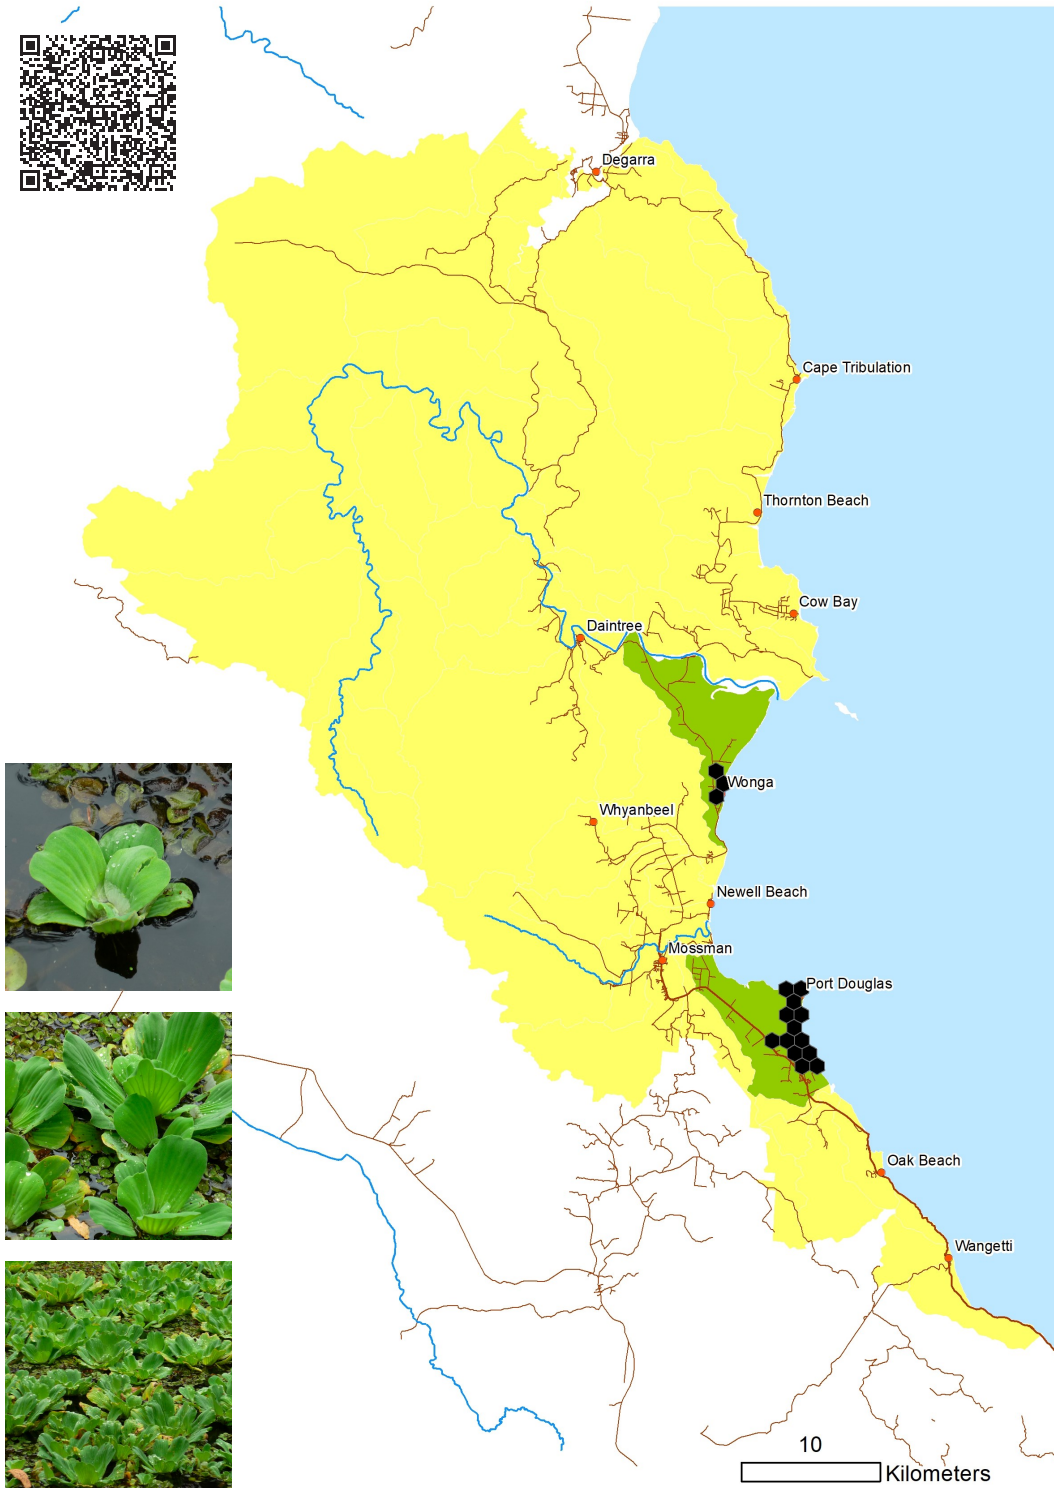 Degarra
Cape Tribulation
Thornton Beach
Cow Bay
Daintree
Wonga
Whyanbeel
Newell Beach
Mossman
Port Douglas
Oak Beach
Wangetti
10
Kilometers